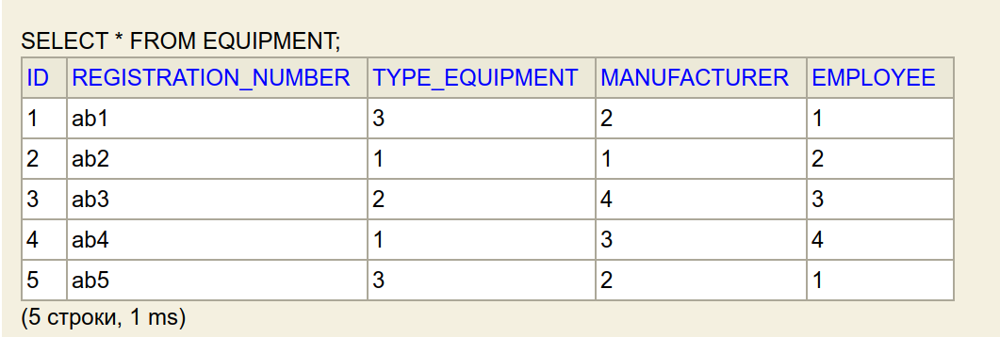 SELECT * FROM EQUIPMENT;
ID REGISTRATION_NUMBER TYPE_EQUIPMENT MANUFACTURER EMPLOYEE
1 ab1 3 2 1
2 ab2 1 1 2
3 ab3 2 4 3
4 ab4 1 3 4
5 ab5 3 2 1
(5 строки, 1 ms)